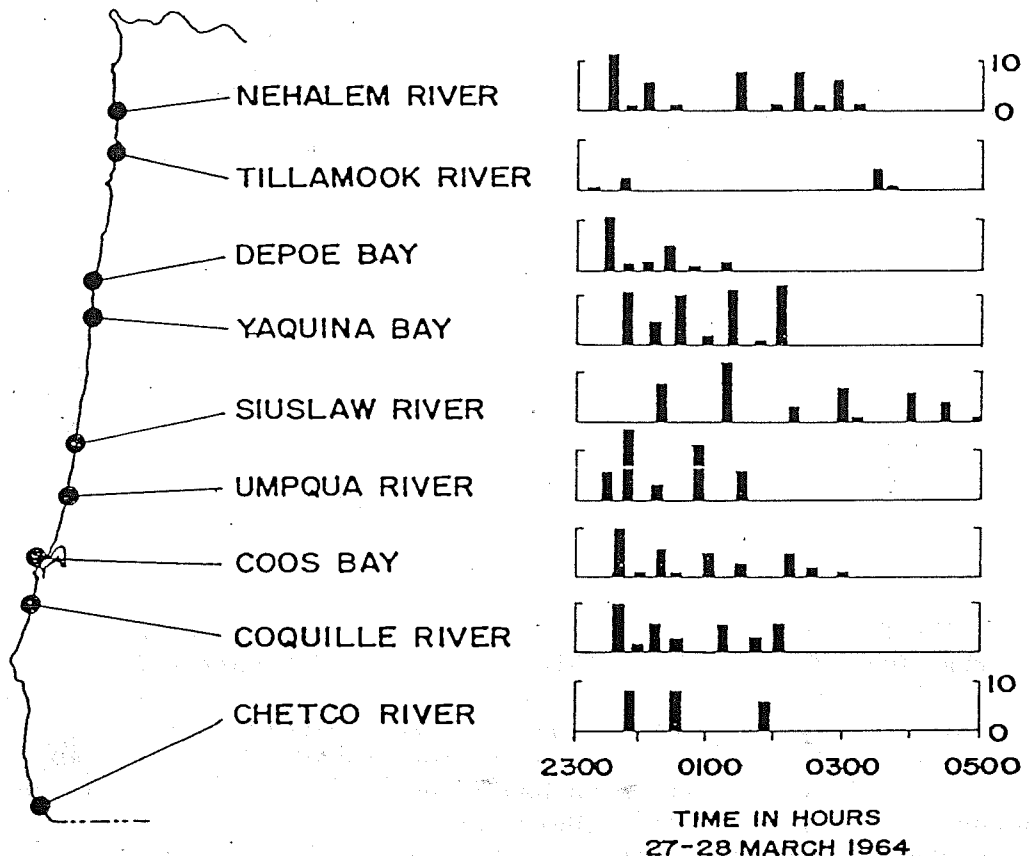 NEHALEM RIVER
10
0
TILLAMOOK RIVER
DEPOE BAY
YAQUINA BAY
SIUSLAW RIVER
UMPQUA RIVER
COOS BAY
COQUILLE RIVER
CHETCO RIVER
10
0
2300 0100 0300 0500
TIME IN HOURS
27-28 MARCH 1964